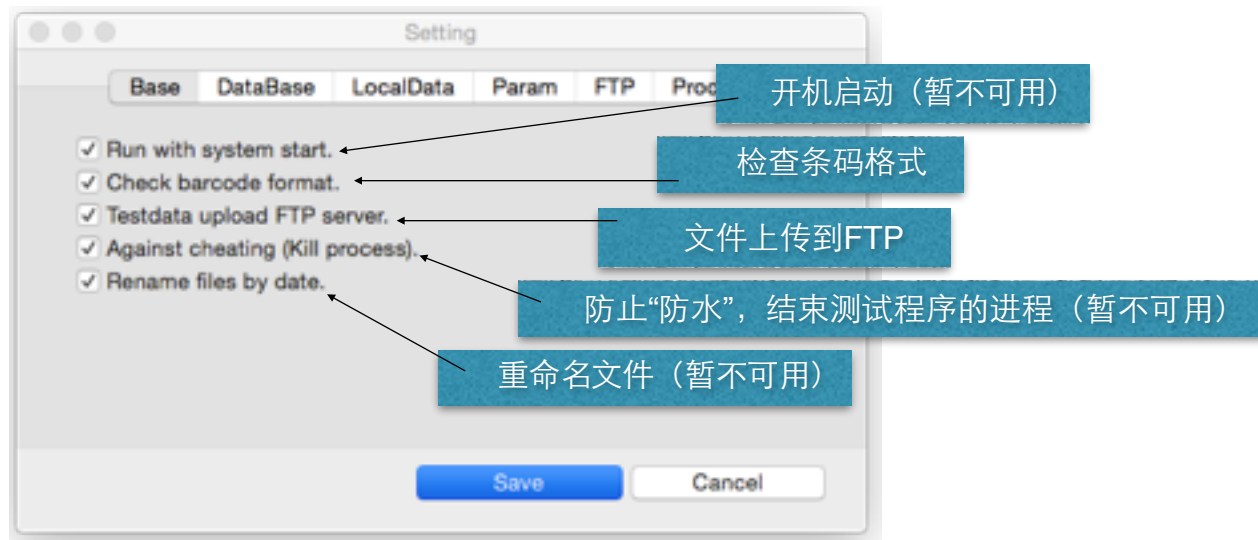 Setting
Base DataBase LocalData Param FTP
开机启动（暂不可用）
Run with system start.
检查条码格式
Check barcode format.
Testdata upload FTP server.
文件上传到FTP
Against cheating (Kill process).
Rename files by date.
防止“防水”，结束测试程序的进程（暂不可用）
重命名文件（暂不可用）
Save Cancel